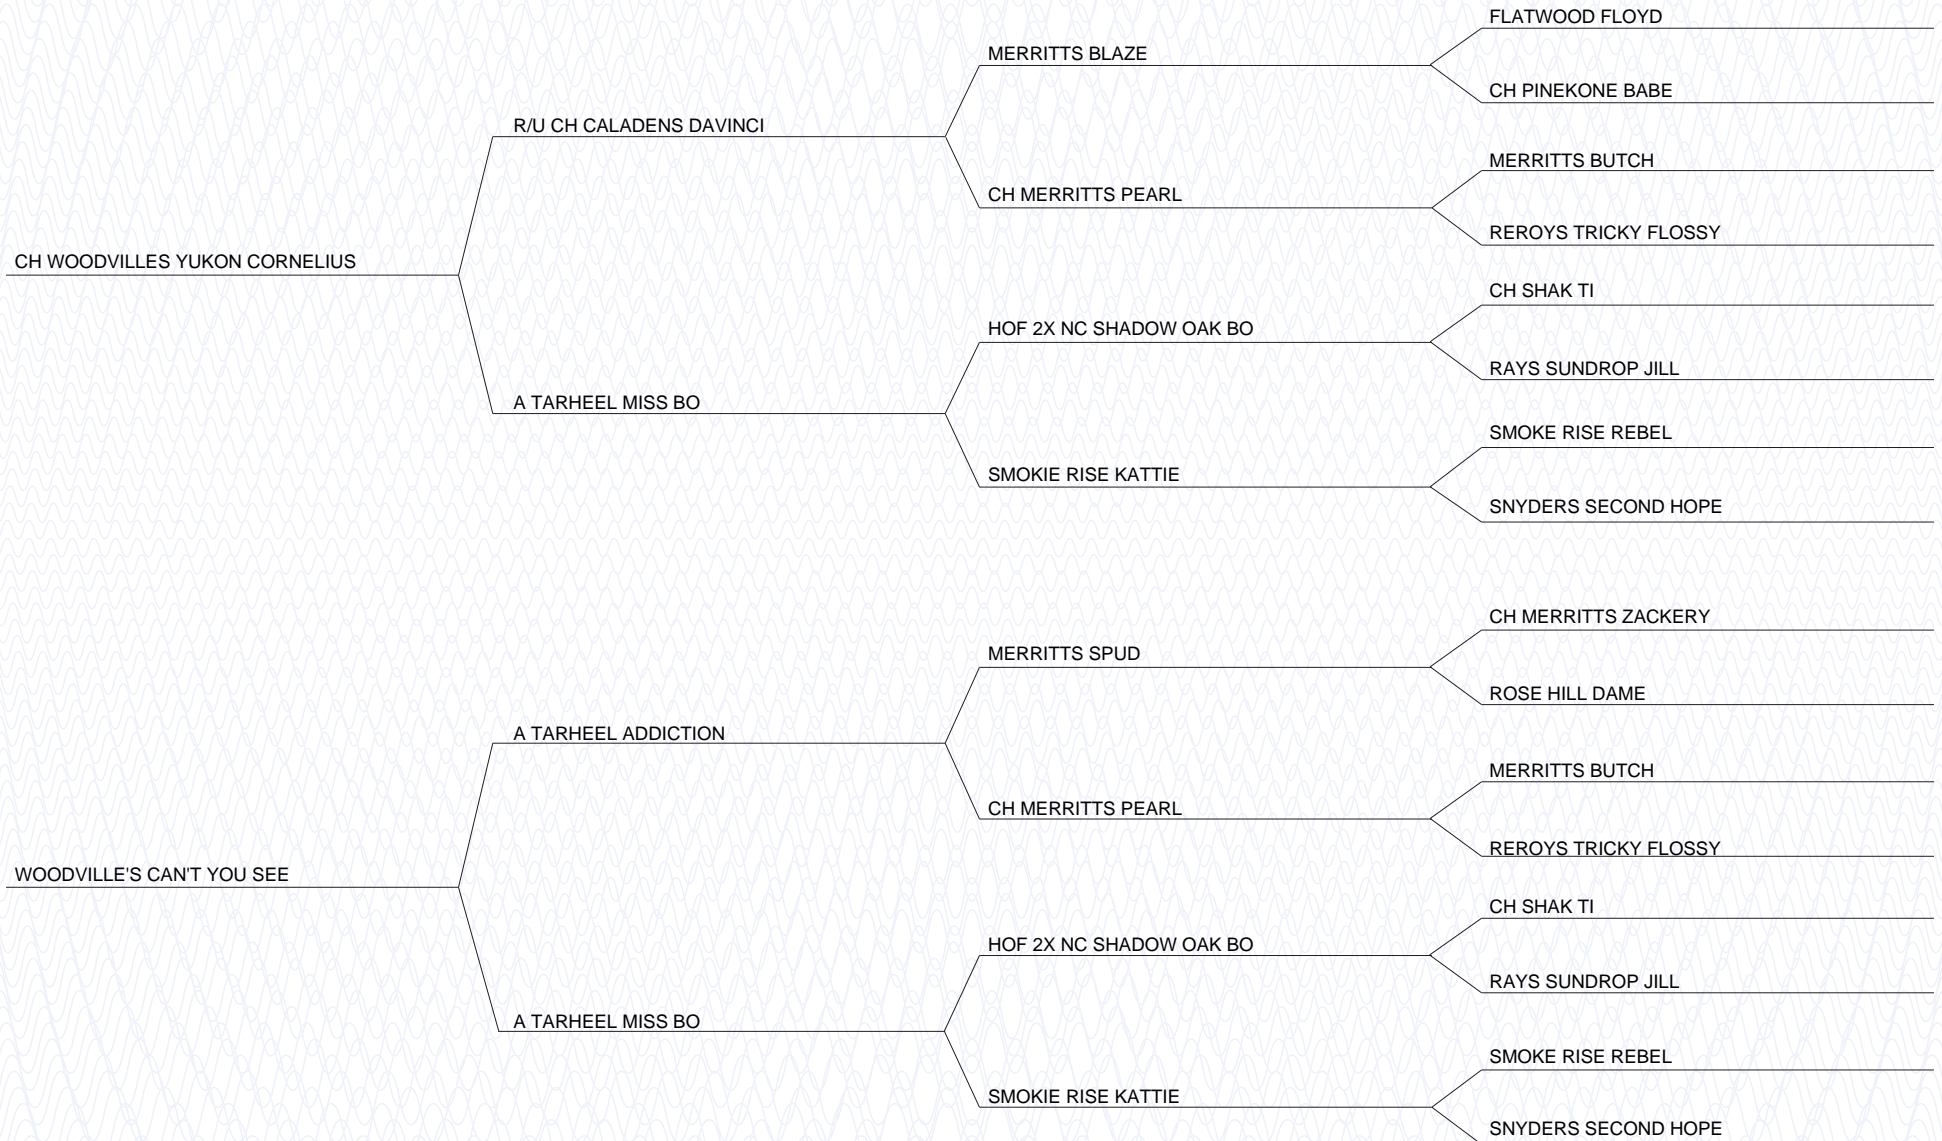 FLATWOOD FLOYD
MERRITTS BLAZE
CH PINEKONE BABE
R/U CH CALADENS DAVINCI
MERRITTS BUTCH
CH MERRITTS PEARL
REROYS TRICKY FLOSSY
CH WOODVILLES YUKON CORNELIUS
CH SHAK TI
HOF 2X NC SHADOW OAK BO
RAYS SUNDROP JILL
A TARHEEL MISS BO
SMOKE RISE REBEL
SMOKIE RISE KATTIE
SNYDERS SECOND HOPE
CH MERRITTS ZACKERY
MERRITTS SPUD
ROSE HILL DAME
A TARHEEL ADDICTION
MERRITTS BUTCH
CH MERRITTS PEARL
REROYS TRICKY FLOSSY
WOODVILLE'S CAN'T YOU SEE
CH SHAK TI
HOF 2X NC SHADOW OAK BO
RAYS SUNDROP JILL
A TARHEEL MISS BO
SMOKE RISE REBEL
SMOKIE RISE KATTIE
SNYDERS SECOND HOPE